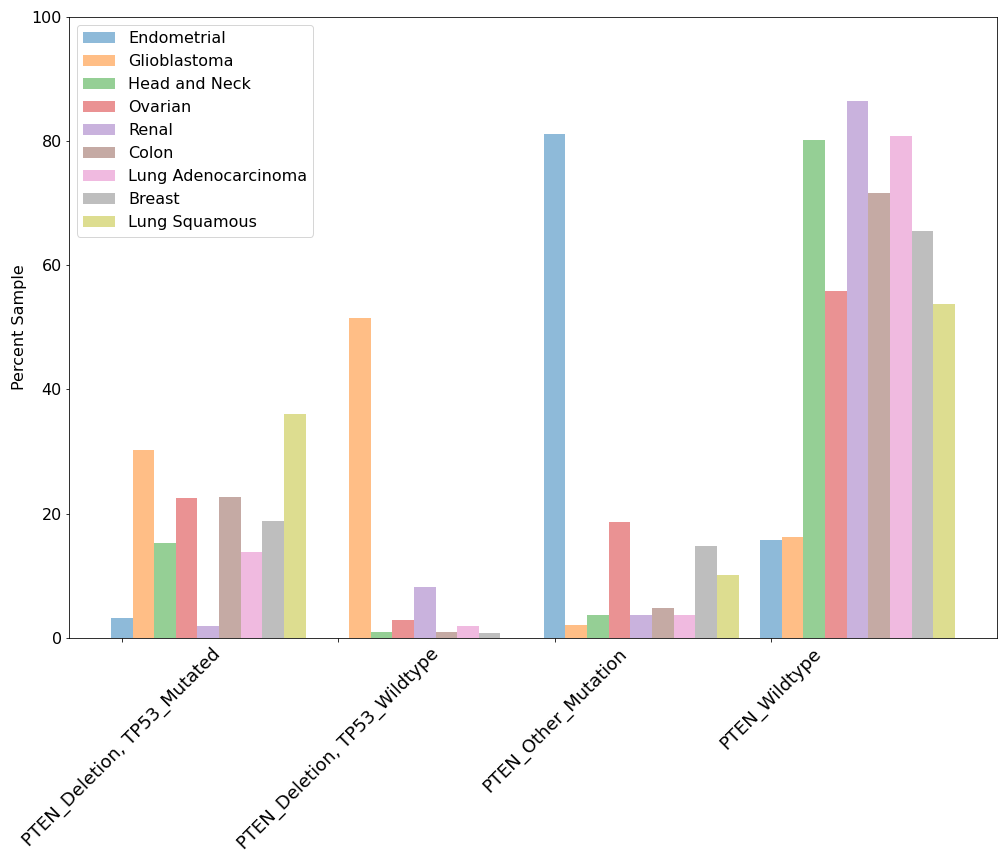 100
80
60
40
20
0
Percent Sample
Endometrial
Glioblastoma
Head and Neck
Ovarian
Renal
Colon
Lung Adenocarcinoma
Breast
Lung Squamous
PTEN_Deletion, TP53_Mutated
PTEN_Deletion, TP53_Wildtype
PTEN_Other_Mutation
PTEN_Wildtype